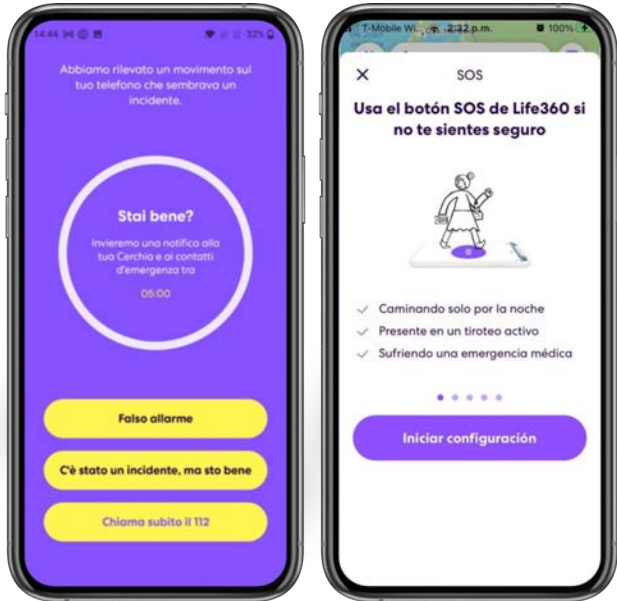 14:44
32%
Abbiamo rilevato un movimento sul
tuo telefono che sembrava un
incidente.
Stai bene?
Invieremo una notifica alla
tua Cerchia e ai contatti
d'emergenza tra
05:00
Falso allarme
C'è stato un incidente, ma sto bene
Chiama subito il 112
T-Mobile Wi
2:32 p.m.
100%
SOS
Usa el botón SOS de Life360 si
no te sientes seguro
Caminando solo por la noche
Presente en un tiroteo activo
Sufriendo una emergencia médica
Iniciar configuración